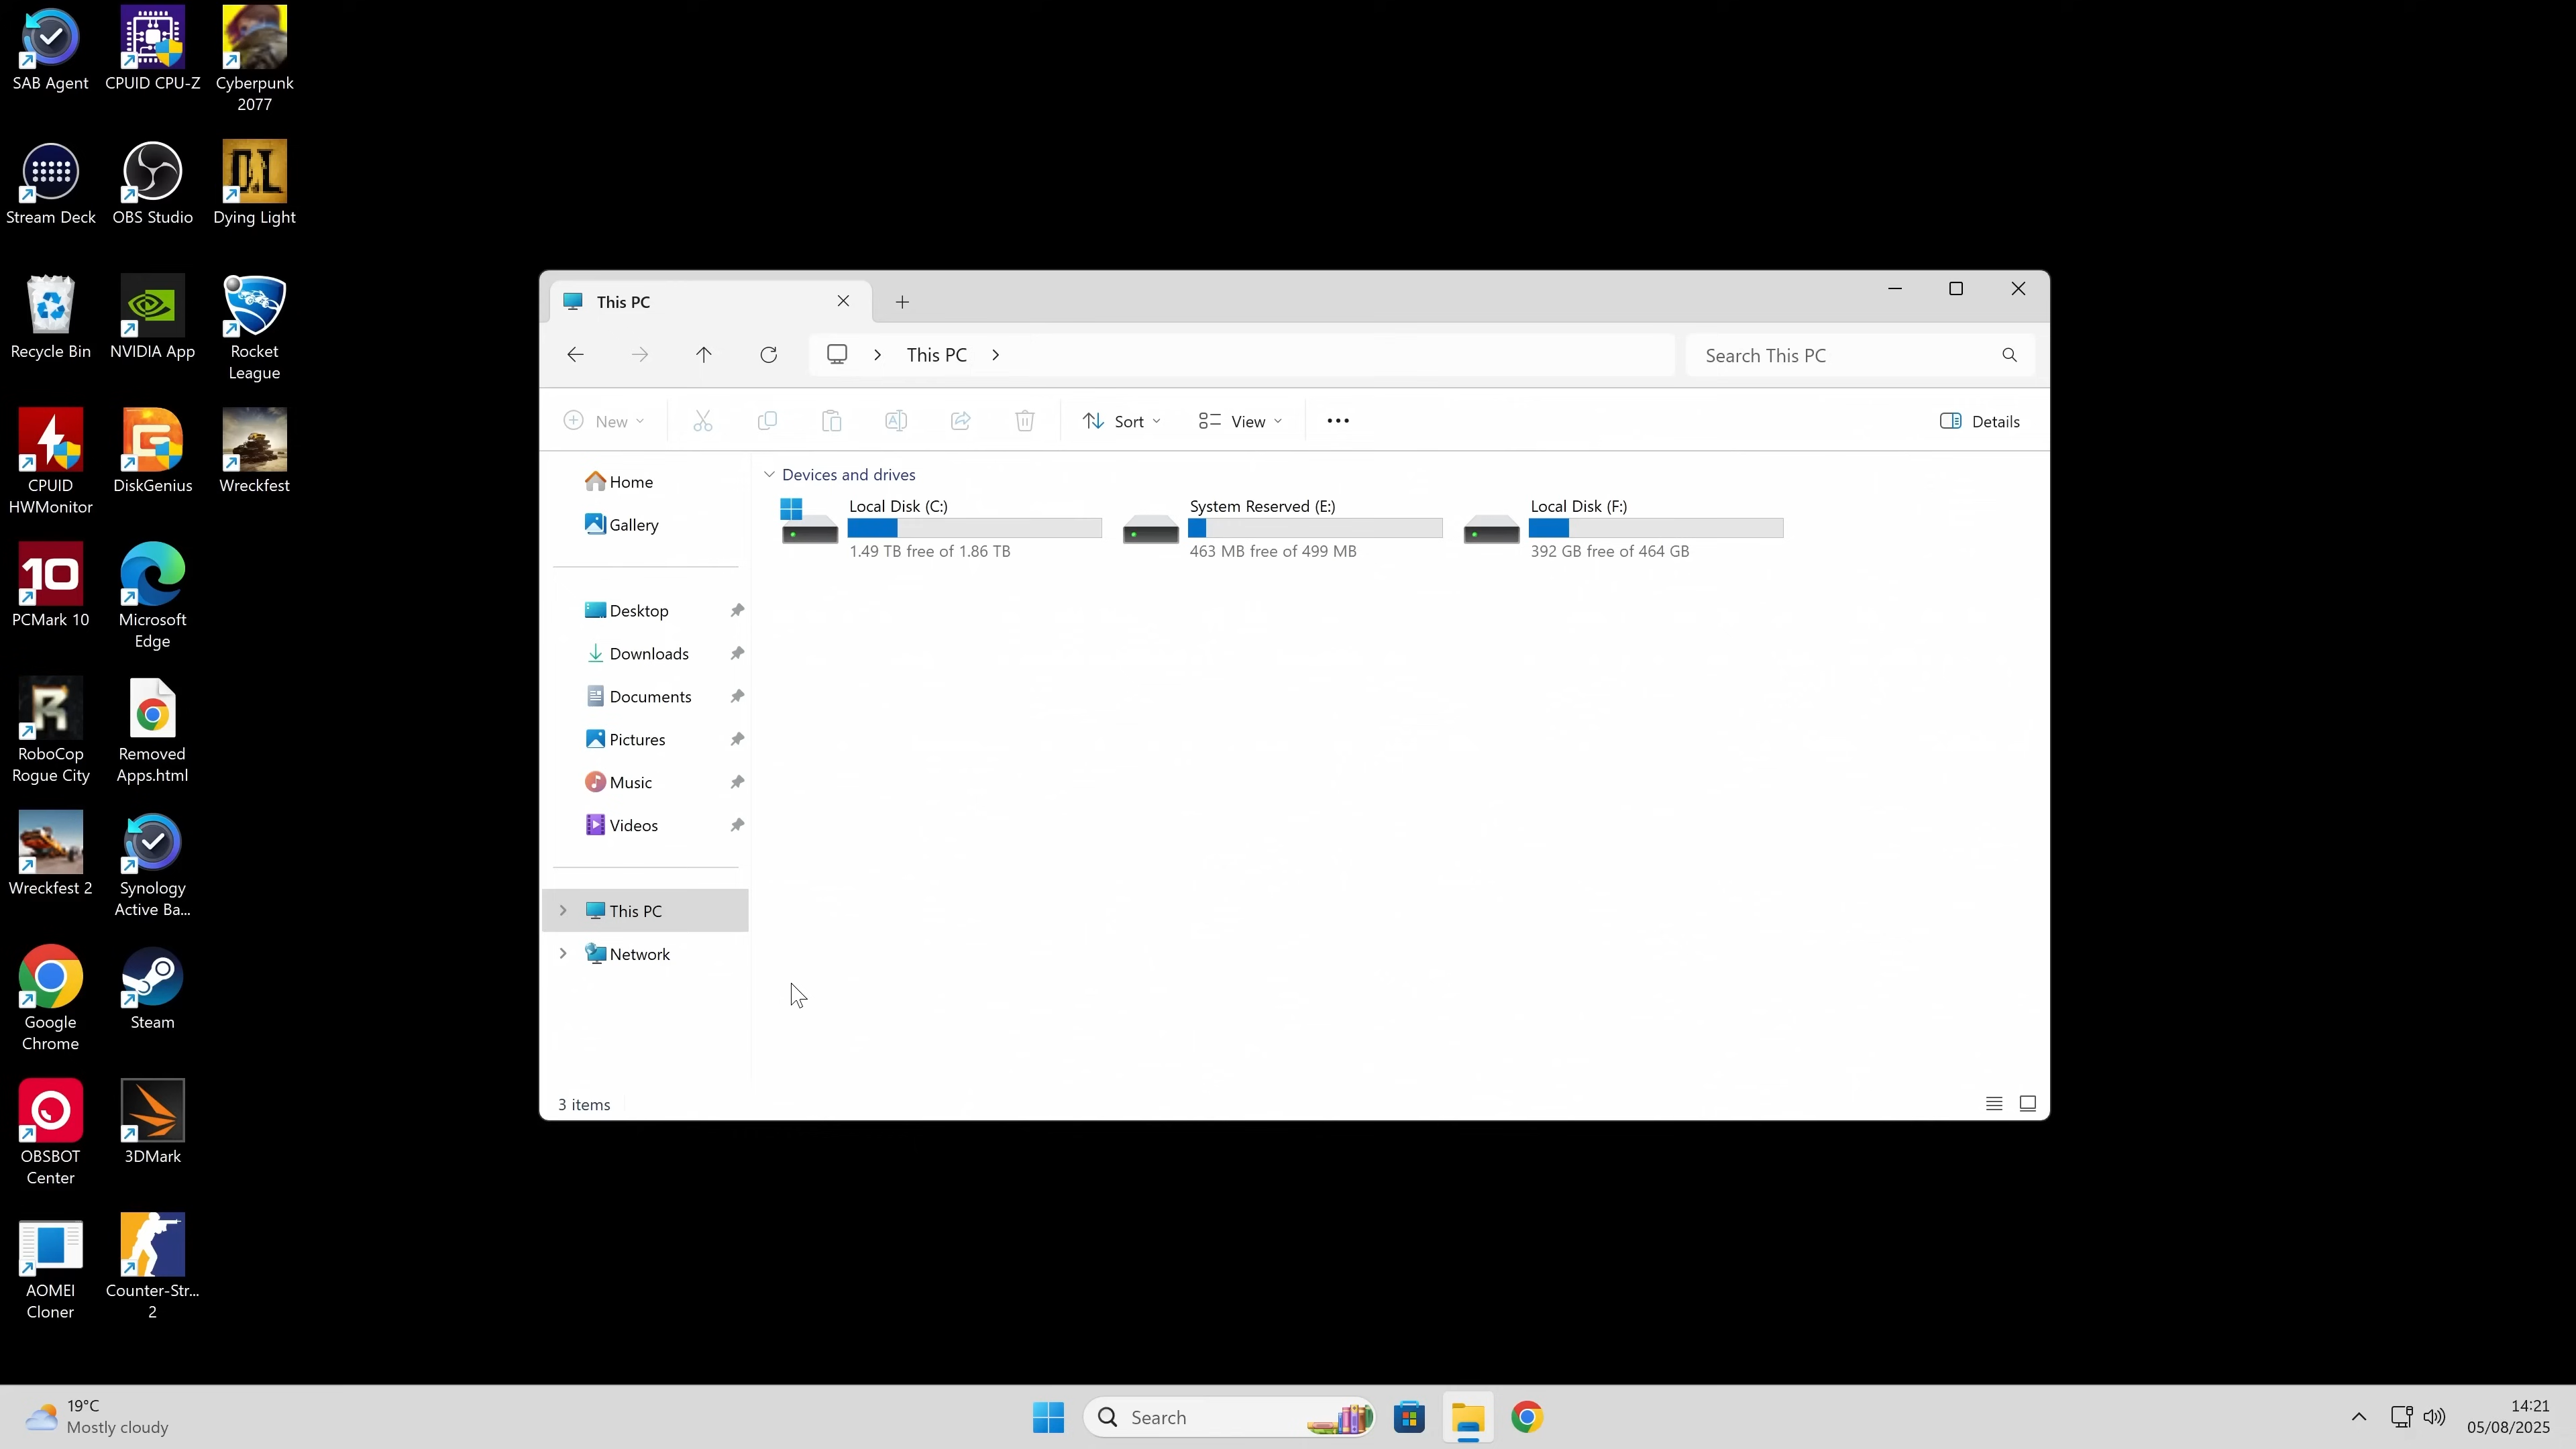 SAB Agent
CPUID CPU-Z
Cyberpunk
2077
Stream Deck
OBS Studio
Dying Light
Recycle Bin
NVIDIA App
Rocket
League
CPUID
HWMonitor
DiskGenius
Wreckfest
PCMark 10
Microsoft
Edge
RoboCop
Rogue City
Removed
Apps.html
Wreckfest 2
Synology
Active Ba...
Google
Chrome
Steam
OBSBOT
Center
3DMark
AOMEI
Cloner
Counter-Str...
2
10
DL
R
This PC
This PC
Search This PC
New
Sort
View
Details
Home
Gallery
Desktop
Downloads
Documents
Pictures
Music
Videos
This PC
Network
Devices and drives
Local Disk (C:)
1.49 TB free of 1.86 TB
System Reserved (E:)
463 MB free of 499 MB
Local Disk (F:)
392 GB free of 464 GB
3 items
19°C
Mostly cloudy
Search
14:21
05/08/2025